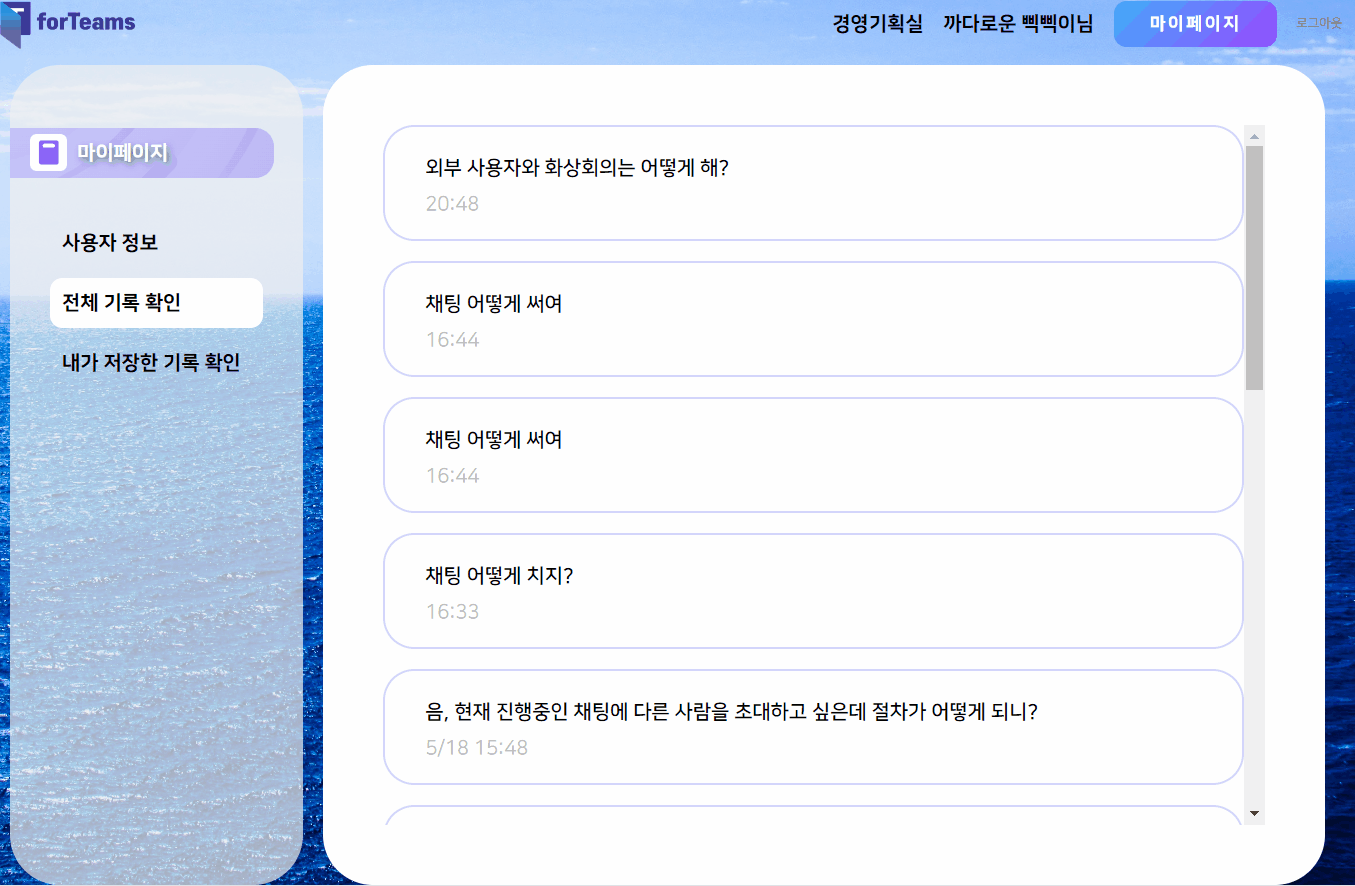 forTeams
경영기획실 까다로운 삑삑이님 마이페이지 로그아웃
마이페이지
사용자 정보
전체 기록 확인
내가 저장한 기록 확인
외부 사용자와 화상회의는 어떻게 해?
20:48
채팅 어떻게 써여
16:44
채팅 어떻게 써여
16:44
채팅 어떻게 치지?
16:33
음, 현재 진행중인 채팅에 다른 사람을 초대하고 싶은데 절차가 어떻게 되니?
5/18 15:48